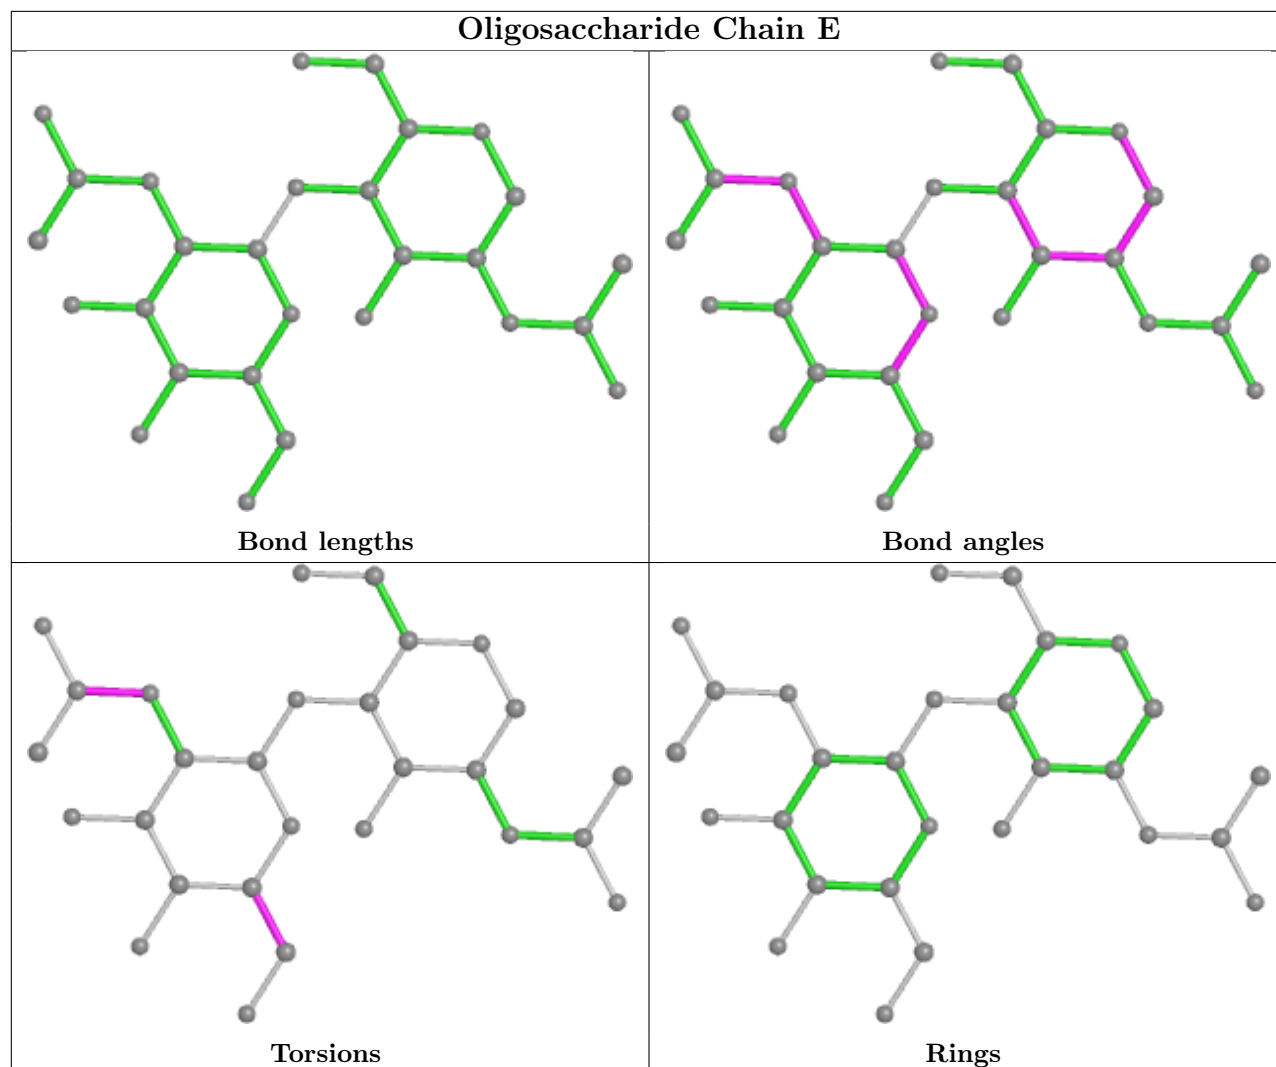 Oligosaccharide Chain E
Bond lengths
Bond angles
Torsions
Rings